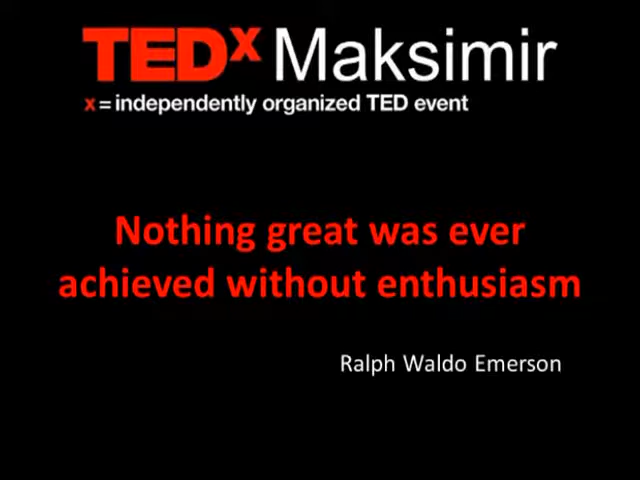 TEDx Maksimir
x = independently organized TED event
Nothing great was ever
achieved without enthusiasm
Ralph Waldo Emerson